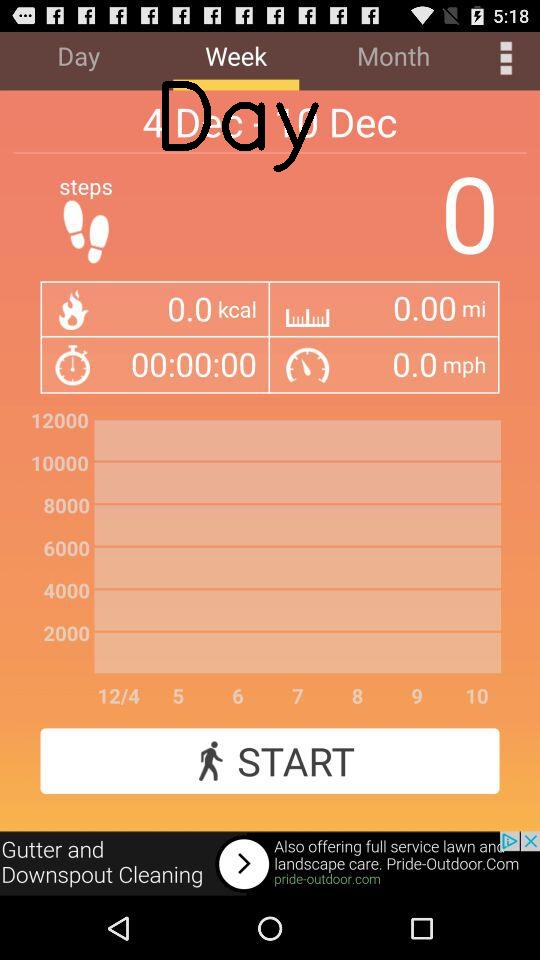 5:18
Day Week Month
4 Dec - 10 Dec
Day
steps
0
0.0 kcal 0.00 mi
00:00:00 0.0 mph
12000
10000
8000
6000
4000
2000
12/4 5 6 7 8 9 10
START
Gutter and
Downspout Cleaning
Also offering full service lawn and
landscape care. Pride-Outdoor.Com
pride-outdoor.com